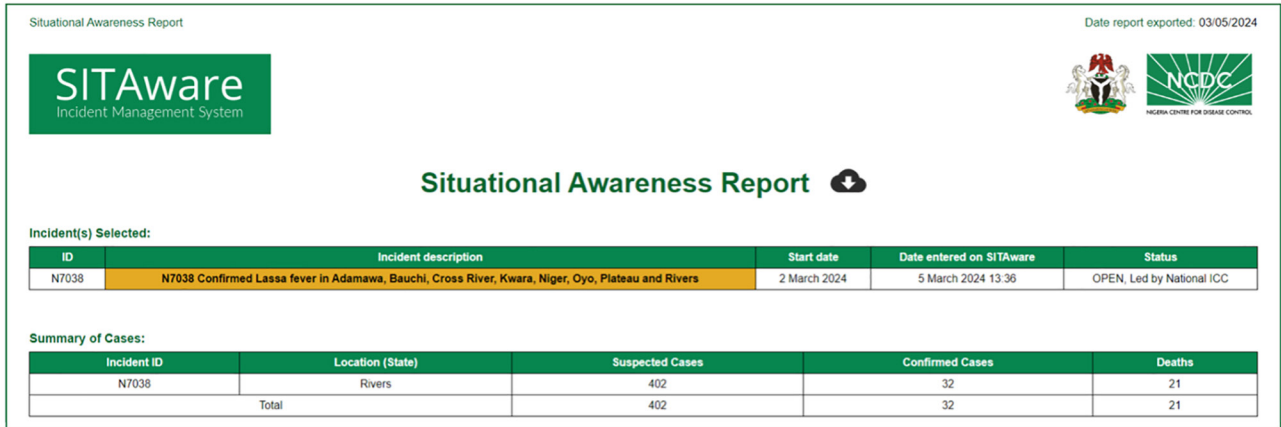 Situational Awareness Report Date report exported: 03/05/2024
SITAware
Incident Management System
NCDC
NIGERIA CENTRE FOR DISEASE CONTROL
Situational Awareness Report
Incident(s) Selected:
ID Incident description Start date Date entered on SITAware Status
N7038 N7038 Confirmed Lassa fever in Adamawa, Bauchi, Cross River, Kwara, Niger, Oyo, Plateau and Rivers 2 March 2024 5 March 2024 13:36 OPEN, Led by National ICC
Summary of Cases:
Incident ID Location (State) Suspected Cases Confirmed Cases Deaths
N7038 Rivers 402 32 21
Total 402 32 21